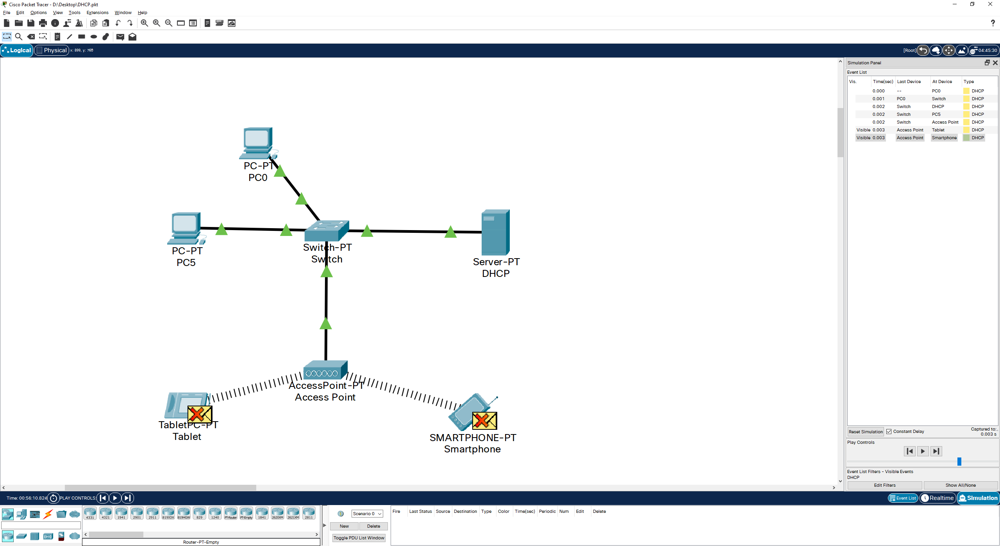 Cisco Packet Tracer - D:\Desktop\DHCP.pkt
File Edit Options View Tools Extensions Window Help
?
Logical Physical x: 899, y: 760 [Root] 04:45:30
Simulation Panel
Event List
Vis. Time(sec) Last Device At Device Type
0.000 -- PC0 DHCP
0.001 PC0 Switch DHCP
0.002 Switch DHCP DHCP
0.002 Switch PC5 DHCP
0.002 Switch Access Point DHCP
Visible 0.003 Access Point Tablet DHCP
Visible 0.003 Access Point Smartphone DHCP
PC-PT
PC0
PC-PT
PC5
Switch-PT
Switch
Server-PT
DHCP
AccessPoint-PT
Access Point
TabletPC-PT
Tablet
SMARTPHONE-PT
Smartphone
Reset Simulation Constant Delay Captured to:
0.003 s
Play Controls
Event List Filters - Visible Events
DHCP
Edit Filters Show All/None
Time: 00:56:10.824 PLAY CONTROLS: Event List Realtime Simulation
4331 4321 1941 2901 2911 819IOX 819HGW 829 1240 PT-Router PT-Empty 1841 2620XM 2621XM 2811
Router-PT-Empty
Scenario 0
New Delete
Toggle PDU List Window
Fire Last Status Source Destination Type Color Time(sec) Periodic Num Edit Delete